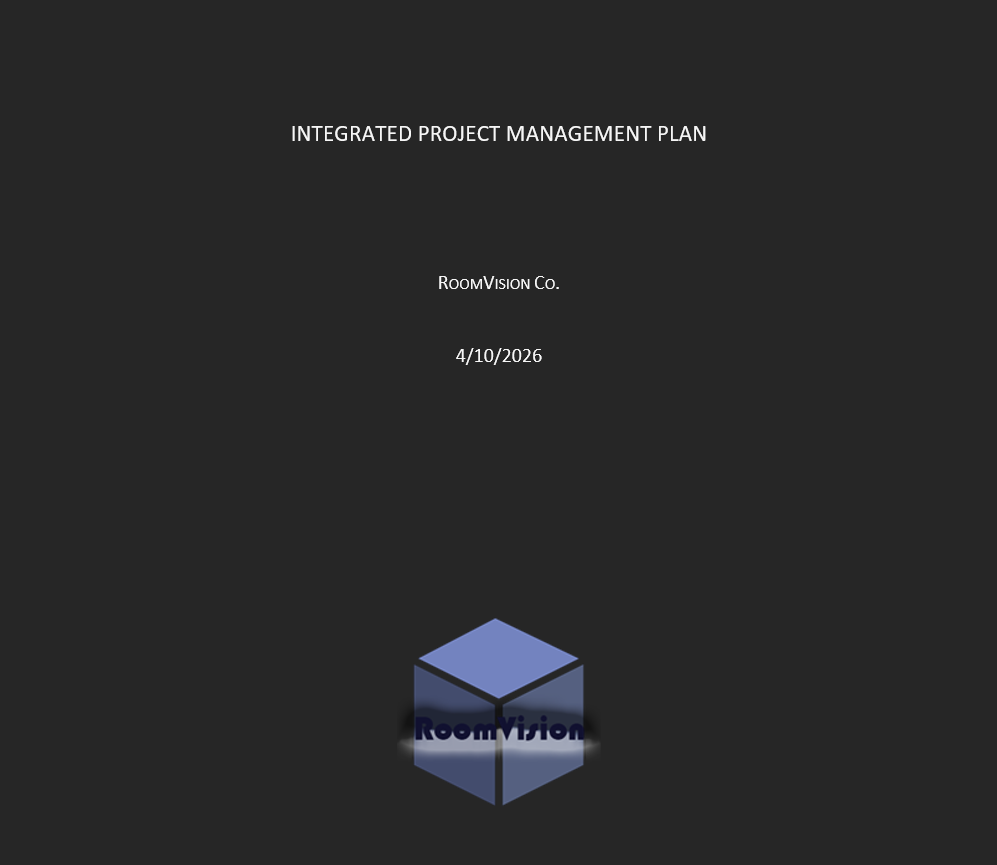 INTEGRATED PROJECT MANAGEMENT PLAN
RoomVision Co.
4/10/2026
RoomVision